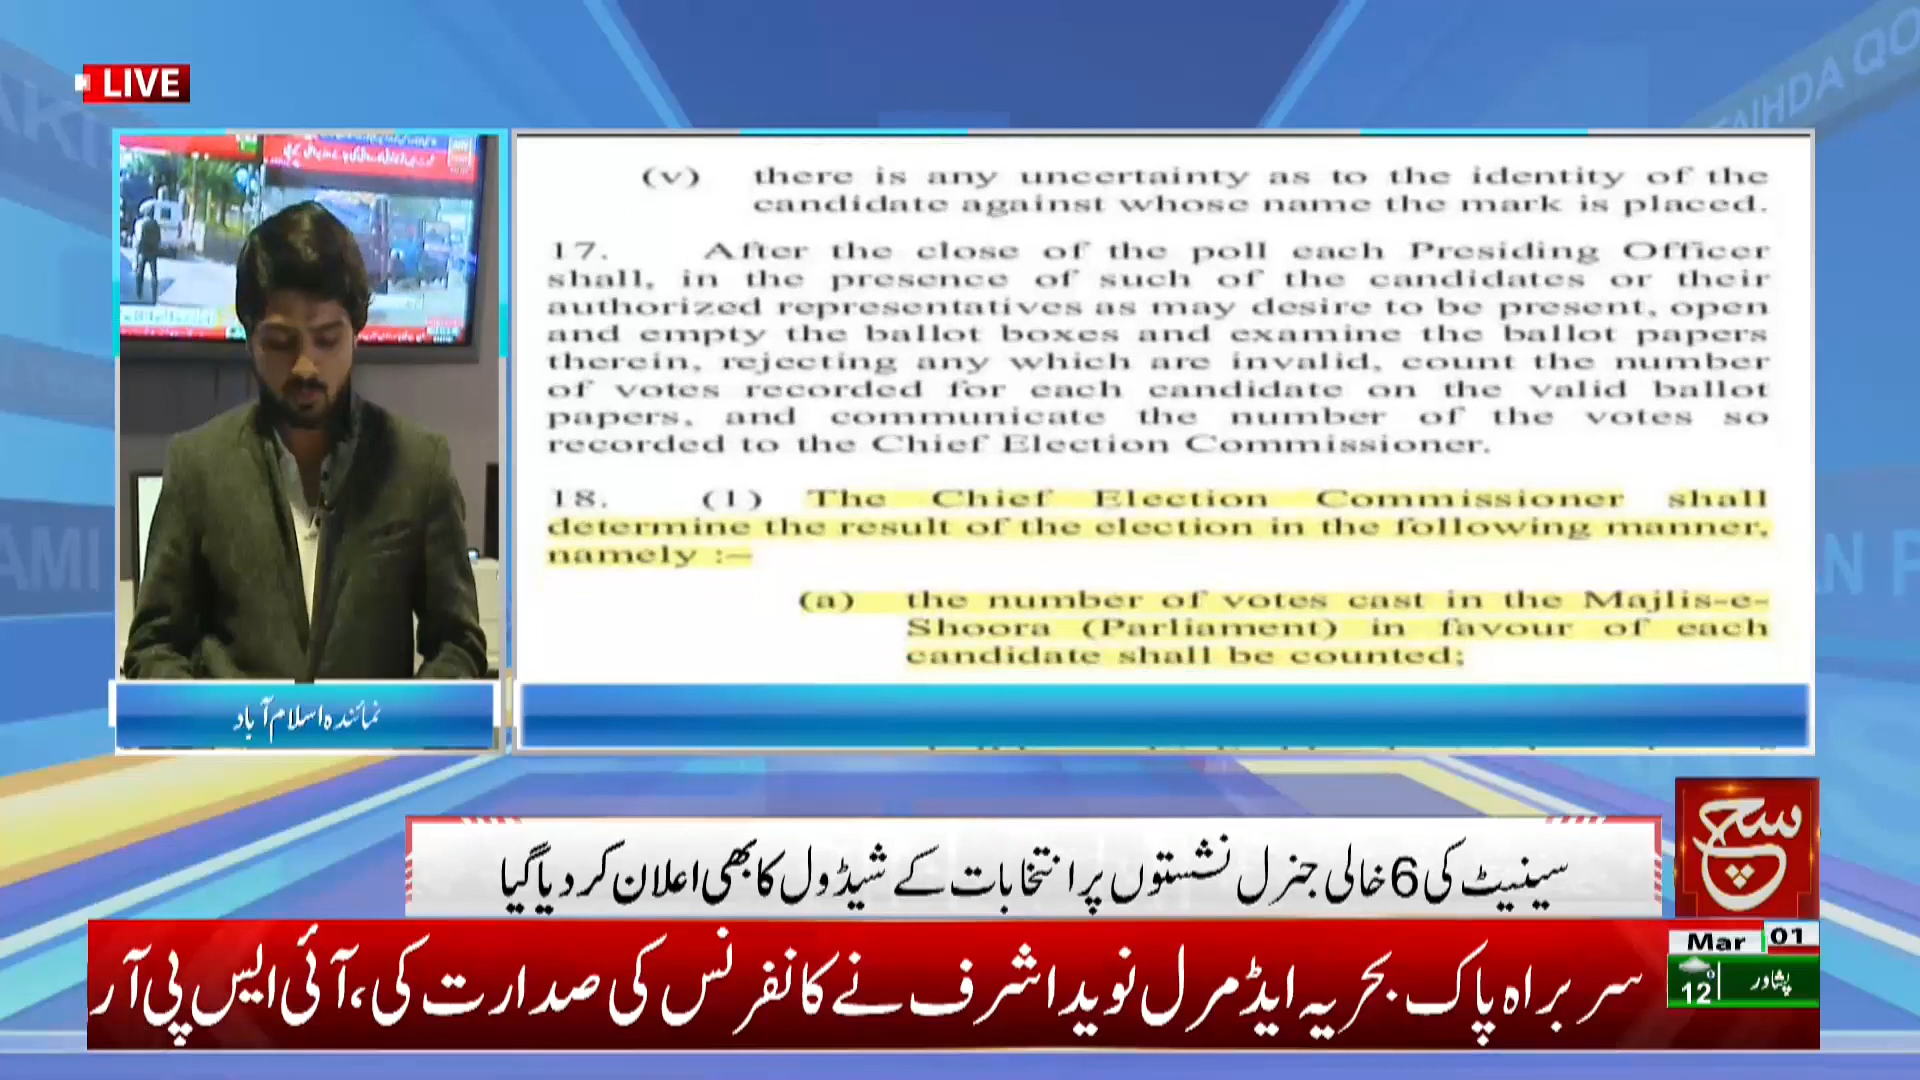 LIVE
(v) there is any uncertainty as to the identity of the
candidate against whose name the mark is placed.
17. After the close of the poll each Presiding Officer
shall, in the presence of such of the candidates or their
authorized representatives as may desire to be present, open
and empty the ballot boxes and examine the ballot papers
therein, rejecting any which are invalid, count the number
of votes recorded for each candidate on the valid ballot
papers, and communicate the number of the votes so
recorded to the Chief Election Commissioner.
18. (1) The Chief Election Commissioner shall
determine the result of the election in the following manner,
namely :–
(a) the number of votes cast in the Majlis-e-
Shoora (Parliament) in favour of each
candidate shall be counted;
نمائندہ اسلام آباد
سچ
سینیٹ کی 6 خالی جنرل نشستوں پر انتخابات کے شیڈول کا بھی اعلان کر دیا گیا
سربراہ پاک بحریہ ایڈمرل نوید اشرف نے کانفرنس کی صدارت کی، آئی ایس پی آر
Mar 01
12° پشاور